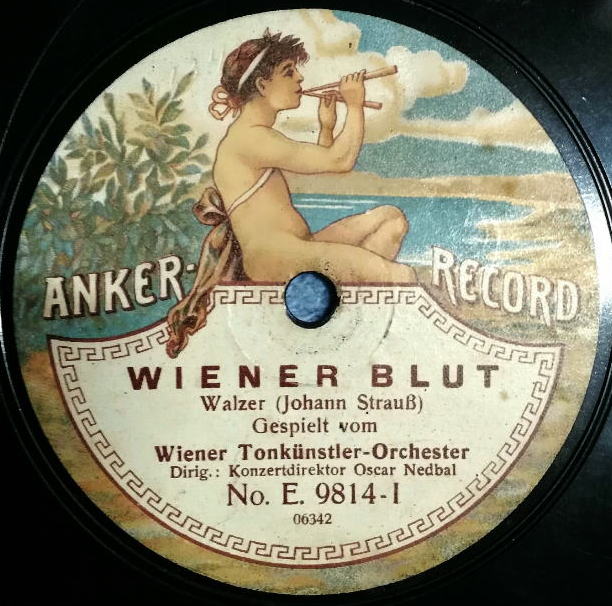 ANKER-RECORD
WIENER BLUT
Walzer (Johann Strauß)
Gespielt vom
Wiener Tonkünstler-Orchester
Dirig.: Konzertdirektor Oscar Nedbal
No. E. 9814-I
06342